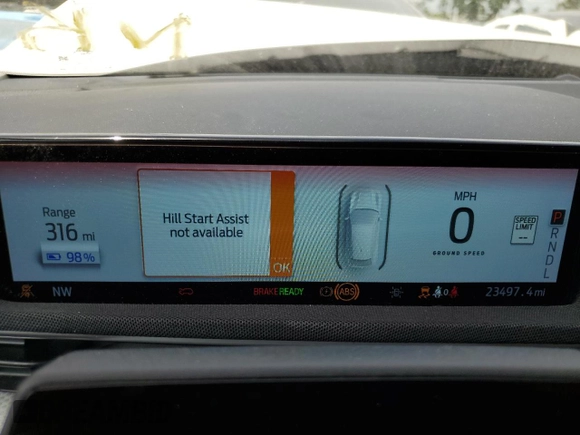 Range
316 mi
98%
Hill Start Assist
not available
OK
MPH
0
GROUND SPEED
SPEED
LIMIT
--
P
R
N
D
L
NW
BRAKE READY
ABS
0
23497.4 mi